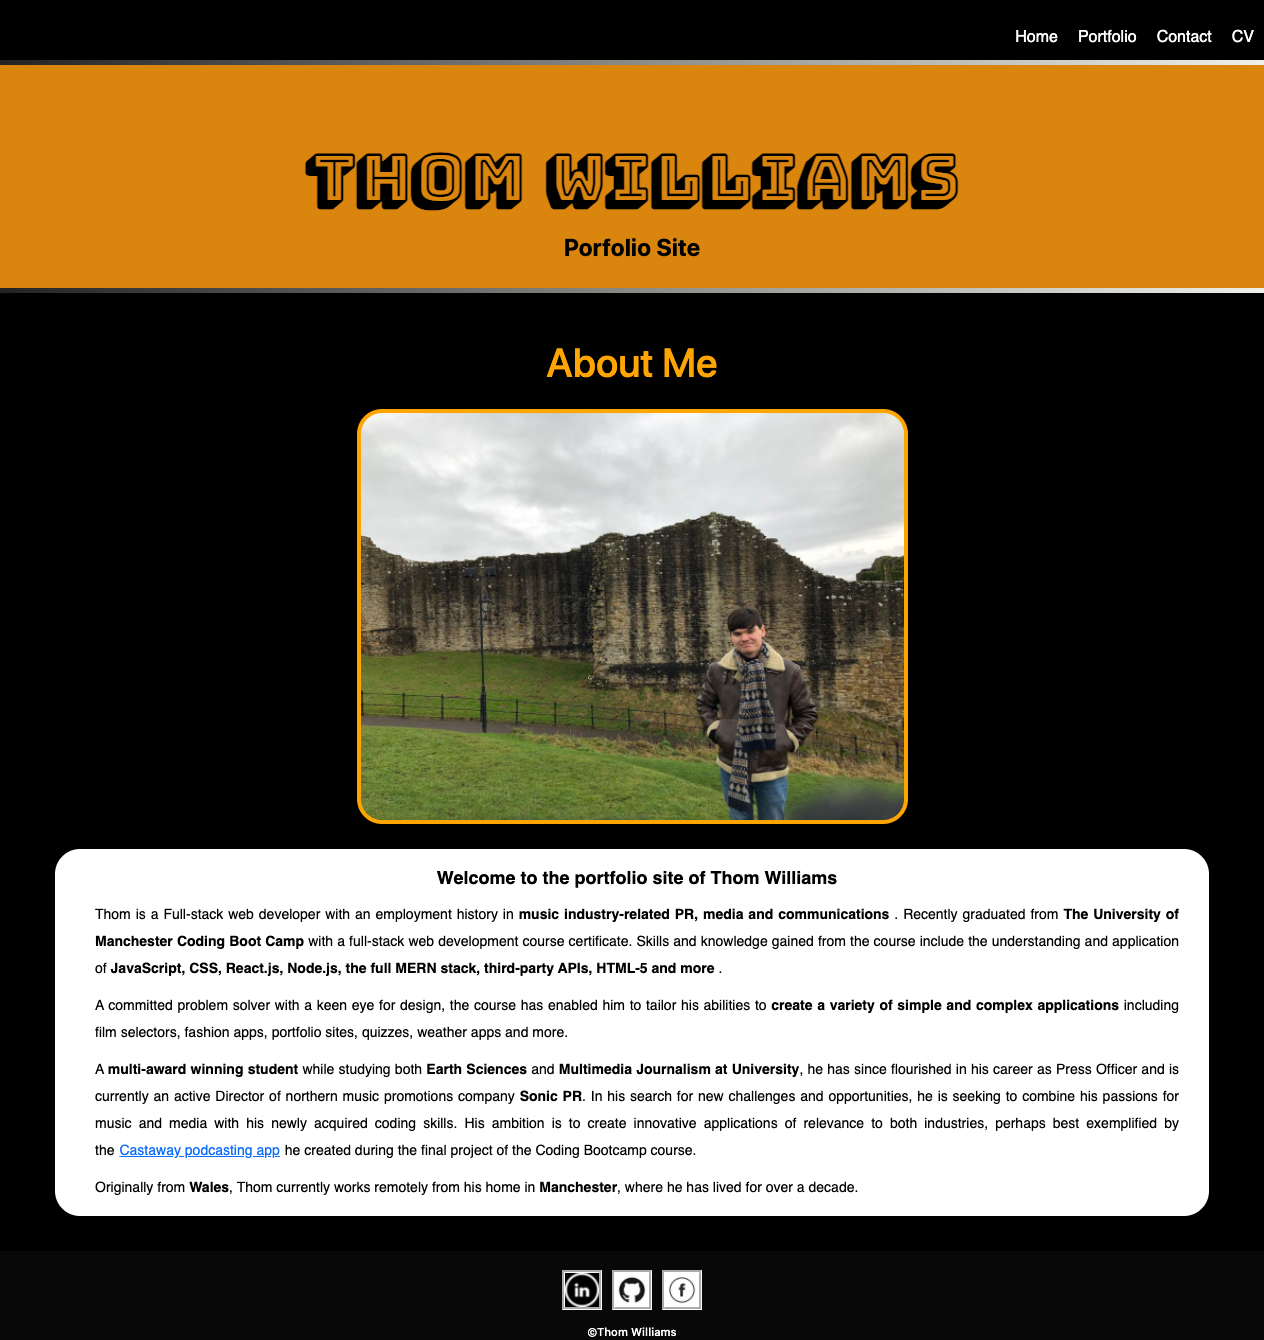 Home Portfolio Contact CV
THOM WILLIAMS
Porfolio Site
About Me
Welcome to the portfolio site of Thom Williams
Thom is a Full-stack web developer with an employment history in music industry-related PR, media and communications . Recently graduated from The University of
Manchester Coding Boot Camp with a full-stack web development course certificate. Skills and knowledge gained from the course include the understanding and application
of JavaScript, CSS, React.js, Node.js, the full MERN stack, third-party APIs, HTML-5 and more .
A committed problem solver with a keen eye for design, the course has enabled him to tailor his abilities to create a variety of simple and complex applications including
film selectors, fashion apps, portfolio sites, quizzes, weather apps and more.
A multi-award winning student while studying both Earth Sciences and Multimedia Journalism at University, he has since flourished in his career as Press Officer and is
currently an active Director of northern music promotions company Sonic PR. In his search for new challenges and opportunities, he is seeking to combine his passions for
music and media with his newly acquired coding skills. His ambition is to create innovative applications of relevance to both industries, perhaps best exemplified by
the Castaway podcasting app he created during the final project of the Coding Bootcamp course.
Originally from Wales, Thom currently works remotely from his home in Manchester, where he has lived for over a decade.
in f
©Thom Williams